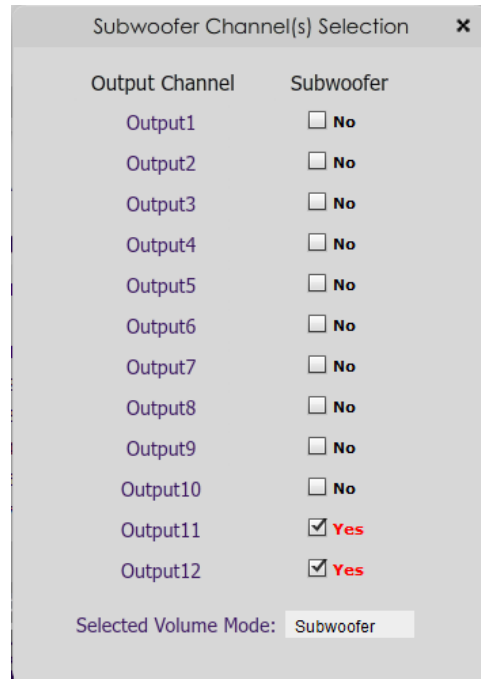 Subwoofer Channel(s) Selection ×
Output Channel Subwoofer
Output1 No
Output2 No
Output3 No
Output4 No
Output5 No
Output6 No
Output7 No
Output8 No
Output9 No
Output10 No
Output11 Yes
Output12 Yes
Selected Volume Mode: Subwoofer